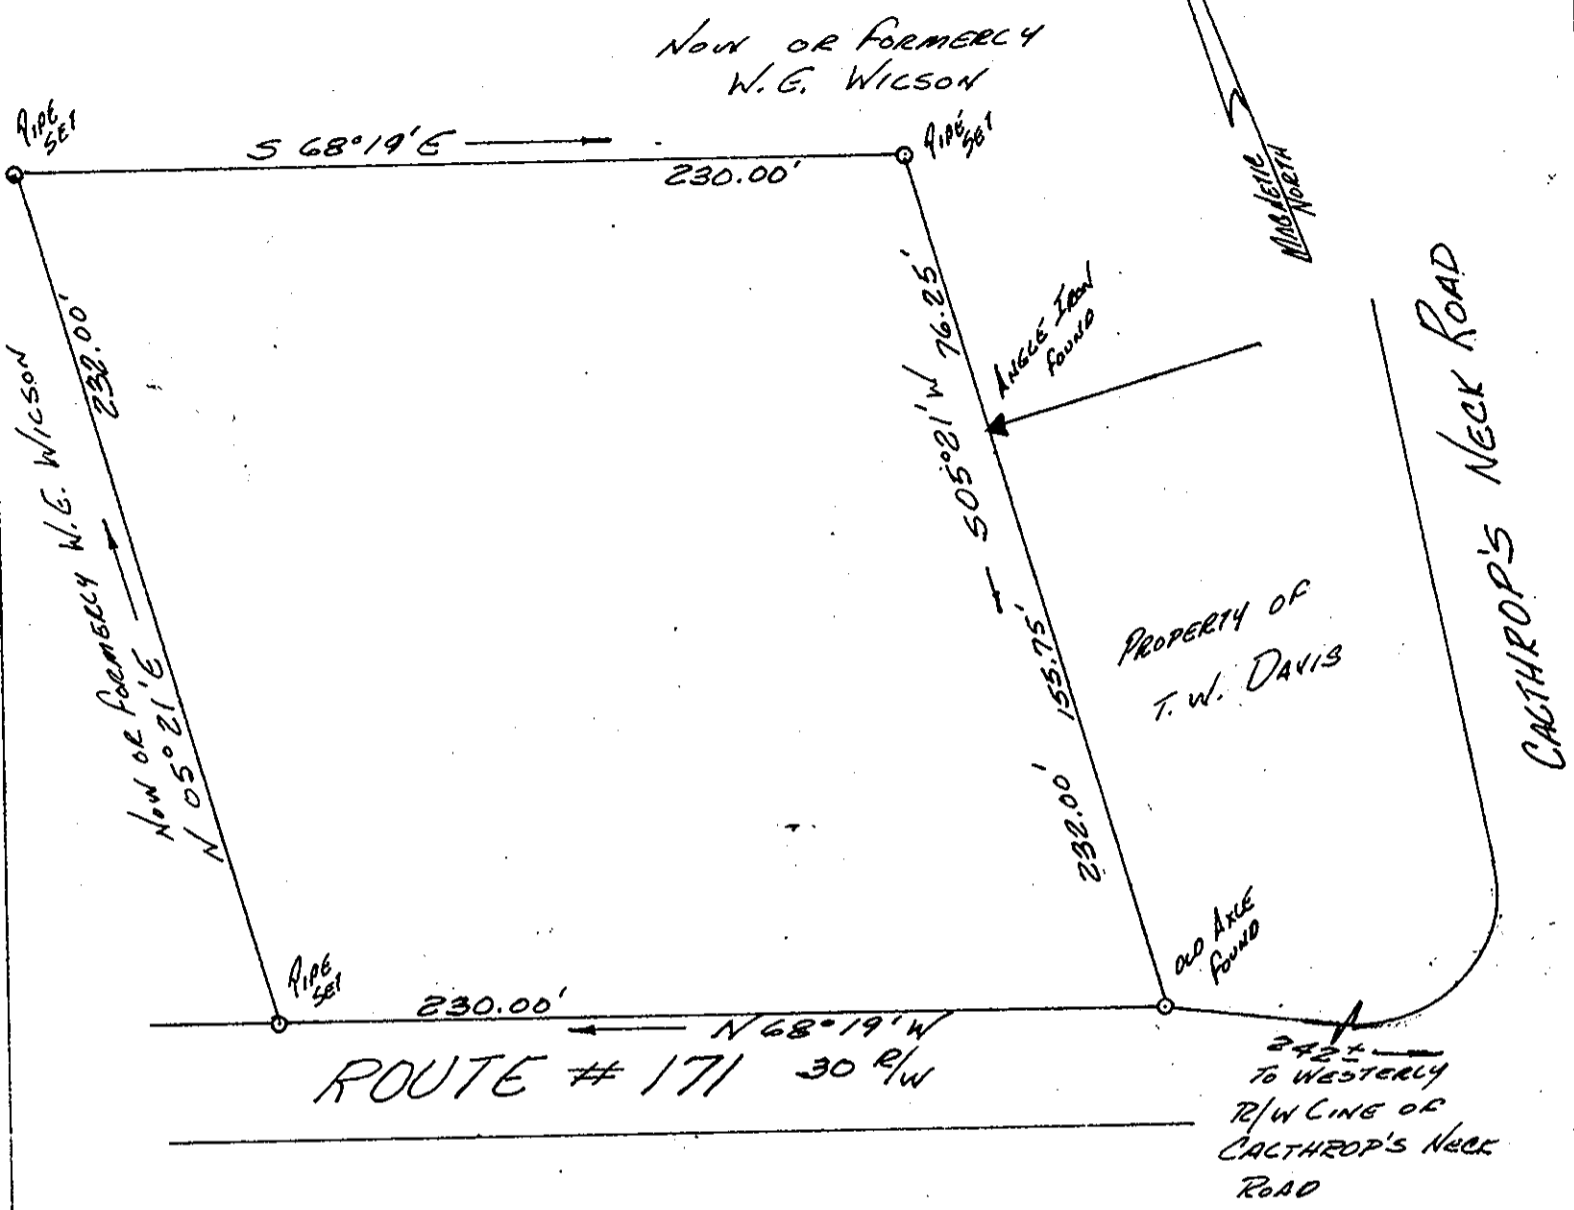 NOW OR FORMERLY
W.E. WILSON
PIPE
SET
S 68°19'E
230.00'
PIPE
SET
MAGNETIC
NORTH
232.00'
NOW OR FORMERLY W.E. WILSON
N 05°21'E
S05°21'W 76.25'
ANGLE IRON
FOUND
CALTHROP'S NECK ROAD
155.75'
232.00'
PROPERTY OF
T.W. DAVIS
OLD AXLE
FOUND
PIPE
SET
230.00'
N 68°19'W
ROUTE # 171 30 R/W
242±
TO WESTERLY
R/W LINE OF
CALTHROP'S NECK
ROAD